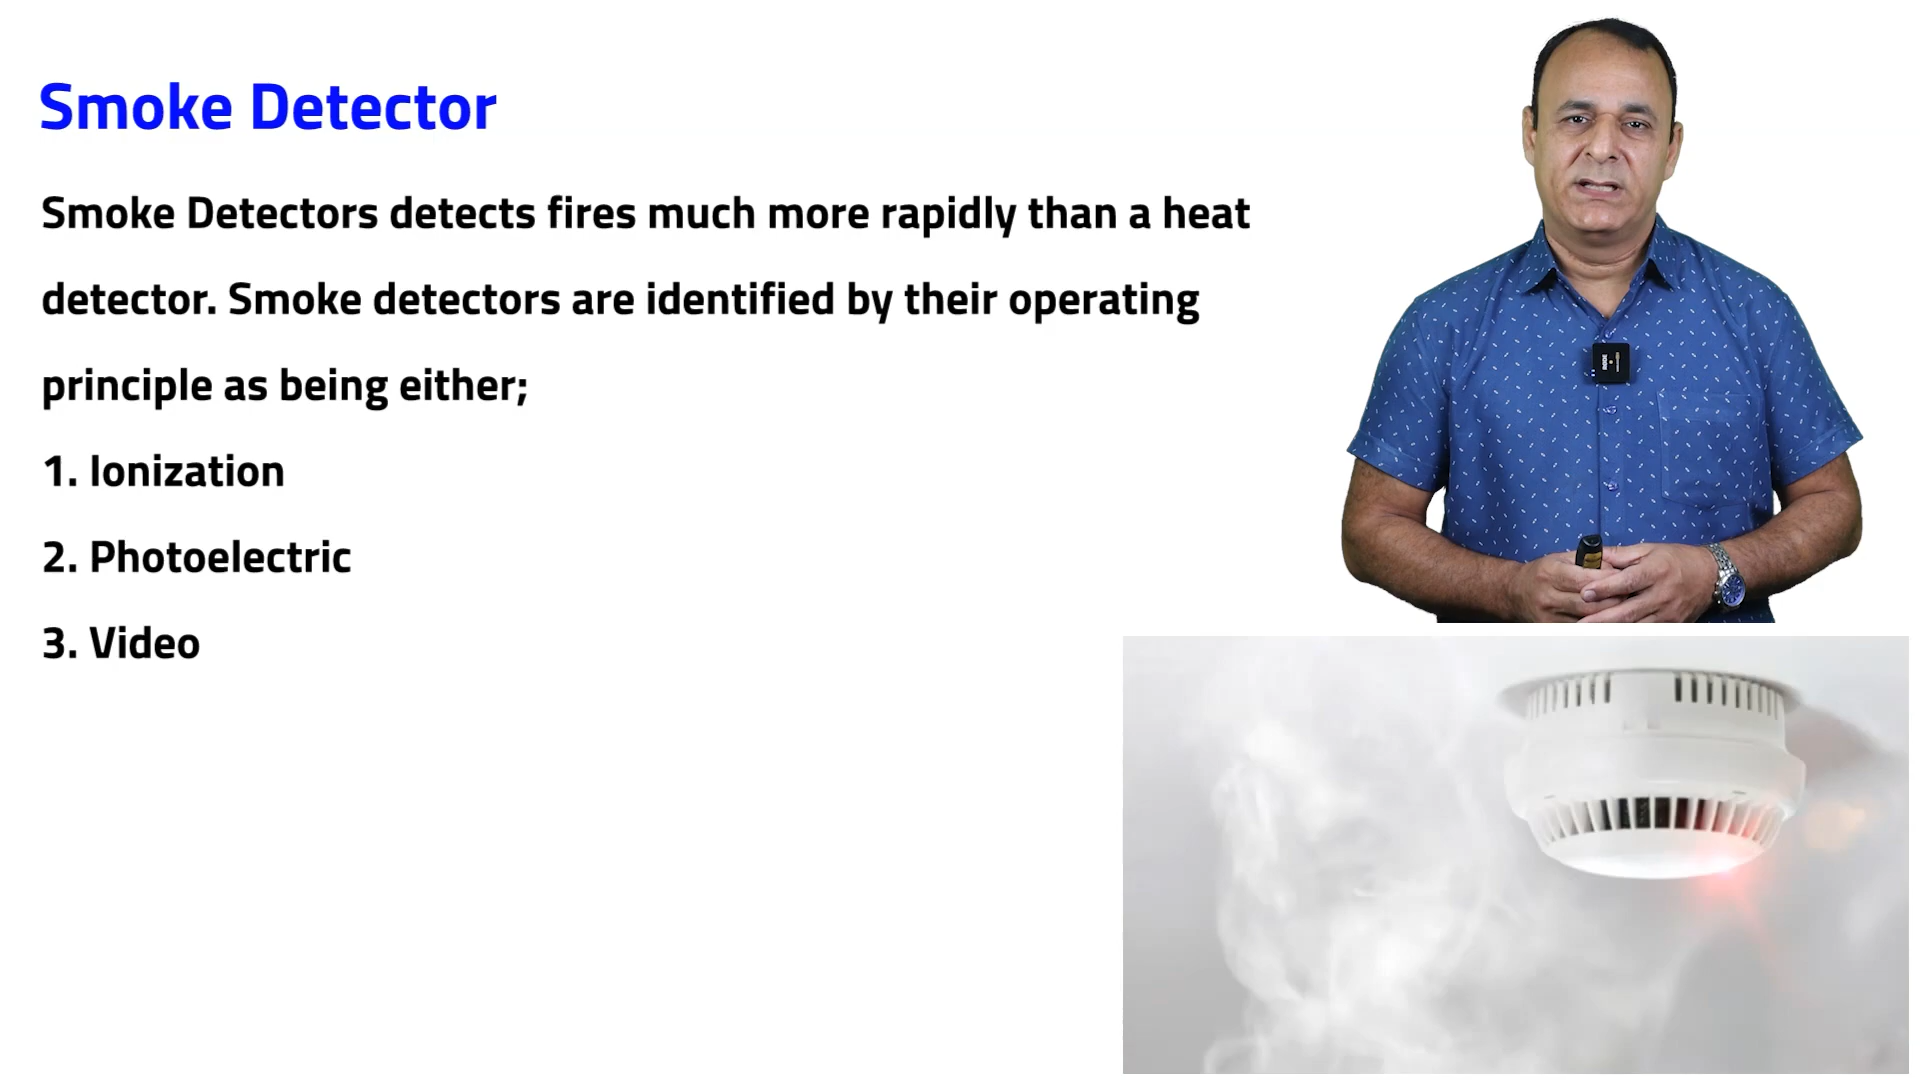 Smoke Detector
Smoke Detectors detects fires much more rapidly than a heat
detector. Smoke detectors are identified by their operating
principle as being either;
1. Ionization
2. Photoelectric
3. Video